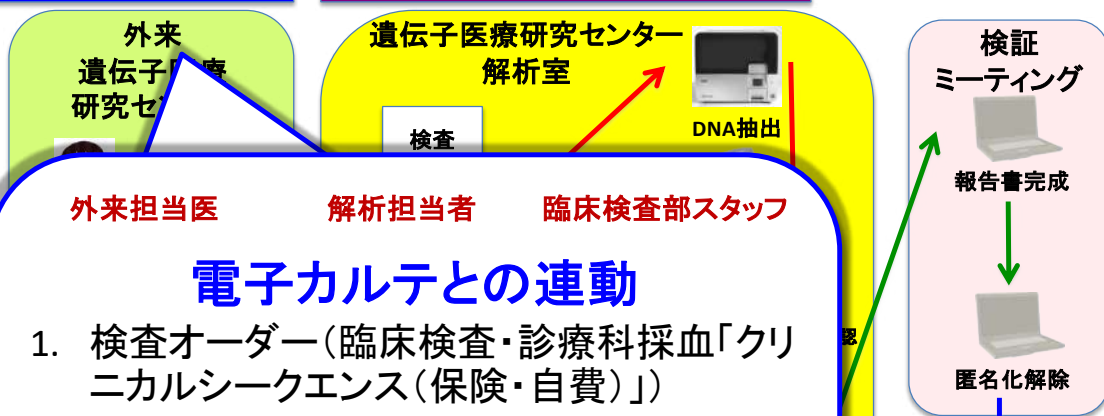 外来
遺伝子医療
研究セ
遺伝子医療研究センター
解析室
検査
DNA抽出
検証
ミーティング
報告書完成
匿名化解除
外来担当医
解析担当者
臨床検査部スタッフ
電子カルテとの連動
1. 検査オーダー(臨床検査・診療科採血「クリ
ニカルシークエンス(保険・自費)」)